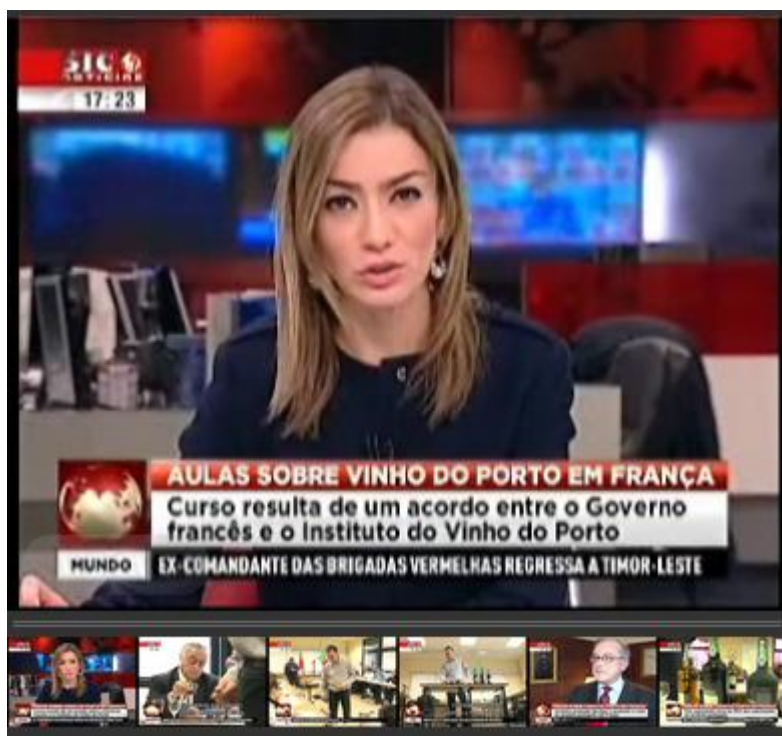 SIC
NOTÍCIAS
17:23
AULAS SOBRE VINHO DO PORTO EM FRANÇA
Curso resulta de um acordo entre o Governo
francês e o Instituto do Vinho do Porto
MUNDO EX-COMANDANTE DAS BRIGADAS VERMELHAS REGRESSA A TIMOR-LESTE